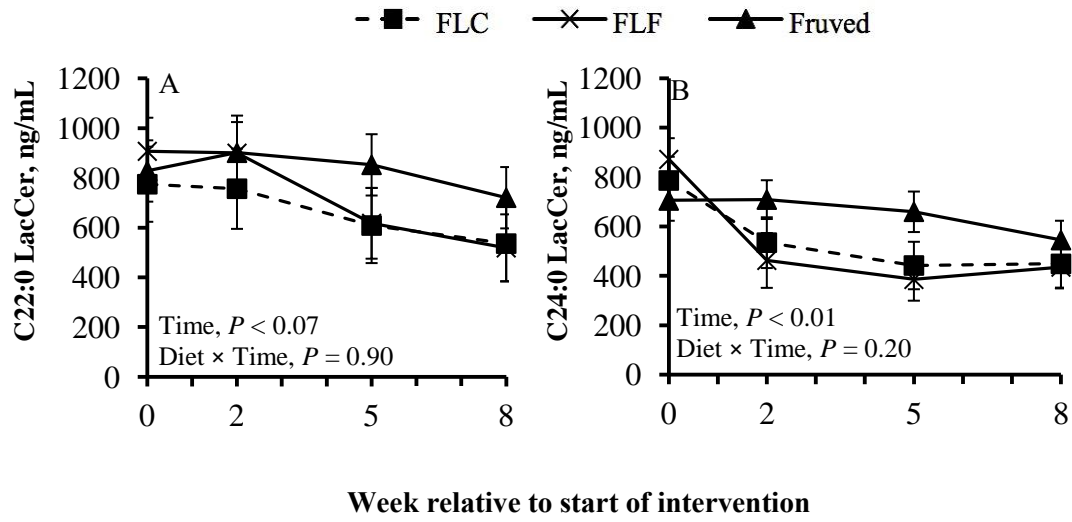 FLC FLF Fruved
C22:0 LacCer, ng/mL
1200
1000
800
600
400
200
0
A
Time, P < 0.07
Diet × Time, P = 0.90
0 2 5 8
C24:0 LacCer, ng/mL
1200
1000
800
600
400
200
0
B
Time, P < 0.01
Diet × Time, P = 0.20
0 2 5 8
Week relative to start of intervention